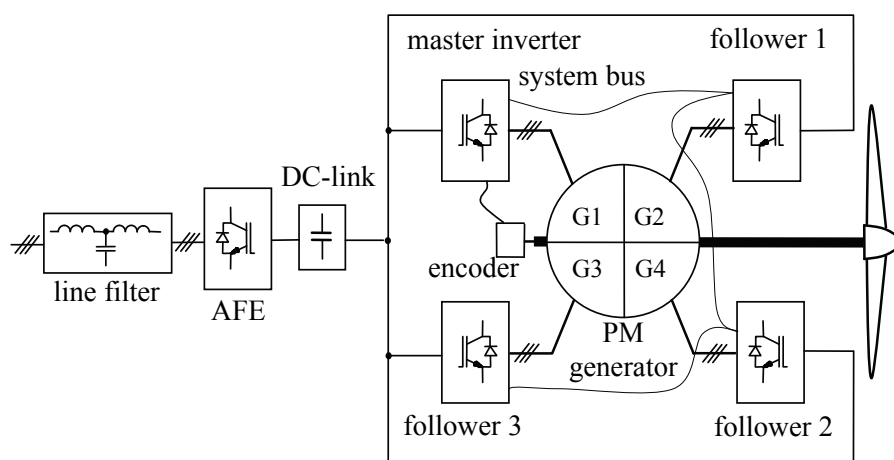 master inverter
follower 1
system bus
DC-link
G1
G2
encoder
G3
G4
line filter
AFE
PM
generator
follower 3
follower 2